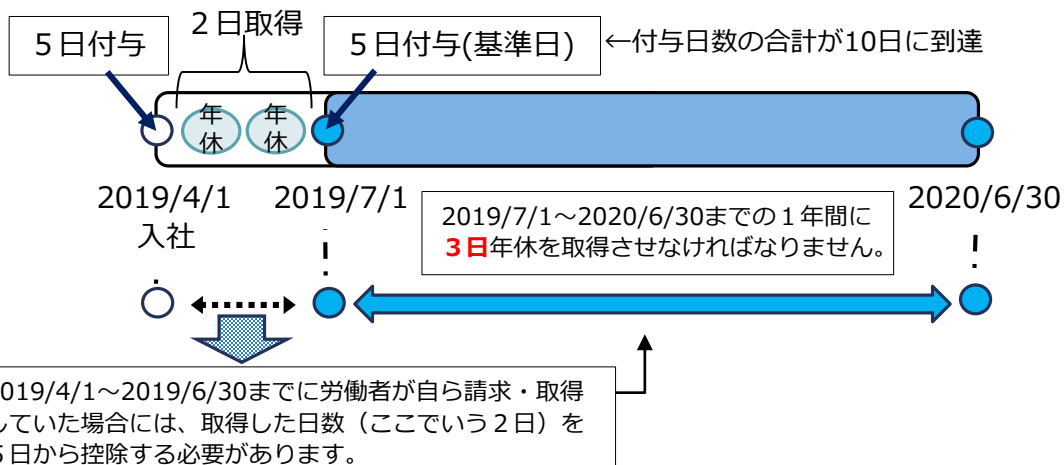 2日取得
5日付与
5日付与(基準日)
←付与日数の合計が10日に到達
年休
年休
2019/4/1
入社
2019/7/1
2020/6/30
2019/7/1～2020/6/30までの1年間に
3日年休を取得させなければなりません。
019/4/1～2019/6/30までに労働者が自ら請求・取得
していた場合には、取得した日数（ここでいう２日）を
5日から控除する必要があります。